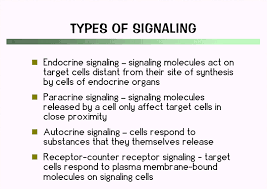 TYPES OF SIGNALING
Endocrine signaling – signaling molecules act on
target cells distant from their site of synthesis
by cells of endocrine organs
Paracrine signaling – signaling molecules
released by a cell only affect target cells in
close proximity
Autocrine signaling – cells respond to
substances that they themselves release
Receptor-counter receptor signaling - target
cells respond to plasma membrane-bound
molecules on signaling cells